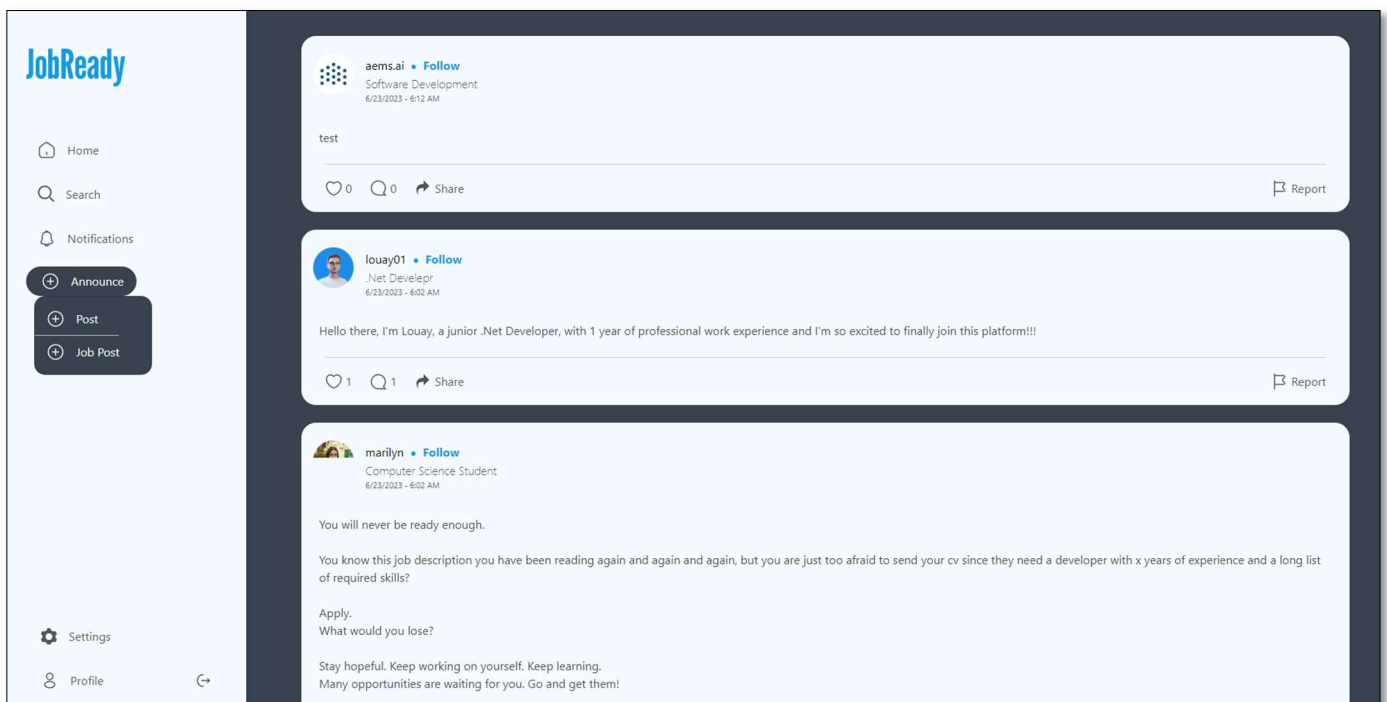 JobReady
Home
Search
Notifications
Announce
Post
Job Post
Settings
Profile
aems.ai • Follow
Software Development
6/23/2023 - 6:12 AM
test
0 0 Share Report
louay01 • Follow
.Net Develepr
6/23/2023 - 6:02 AM
Hello there, I'm Louay, a junior .Net Developer, with 1 year of professional work experience and I'm so excited to finally join this platform!!!
1 1 Share Report
marilyn • Follow
Computer Science Student
6/23/2023 - 6:02 AM
You will never be ready enough.
You know this job description you have been reading again and again and again, but you are just too afraid to send your cv since they need a developer with x years of experience and a long list
of required skills?
Apply.
What would you lose?
Stay hopeful. Keep working on yourself. Keep learning.
Many opportunities are waiting for you. Go and get them!